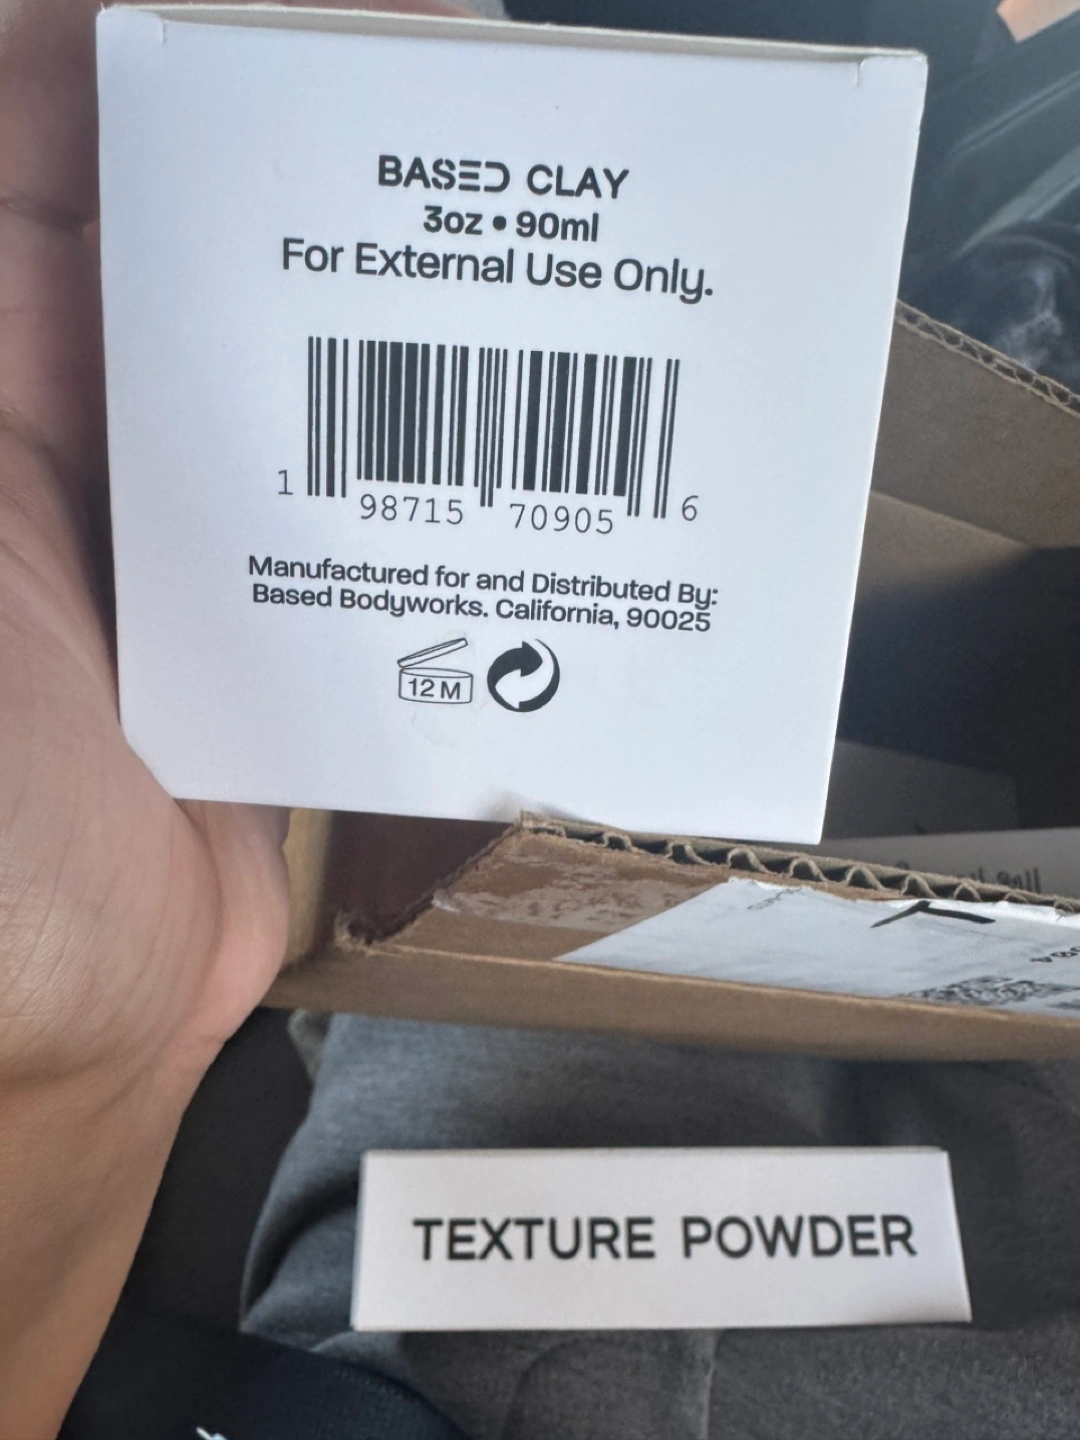 BASED CLAY
3oz • 90ml
For External Use Only.
1 98715 70905 6
Manufactured for and Distributed By:
Based Bodyworks. California, 90025
12 M
TEXTURE POWDER